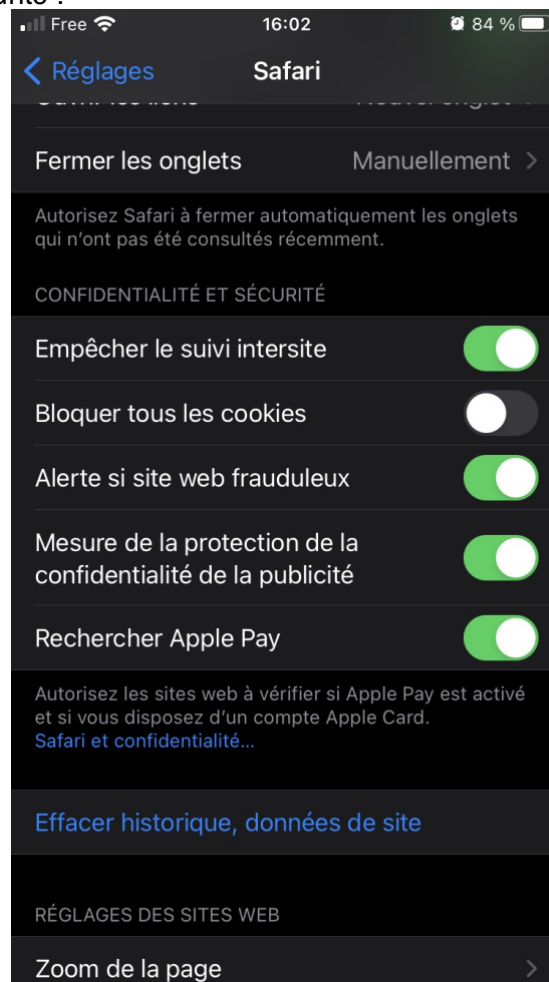 Free 16:02 84 %
Réglages Safari
Fermer les onglets Manuellement
Autorisez Safari à fermer automatiquement les onglets
qui n'ont pas été consultés récemment.
CONFIDENTIALITÉ ET SÉCURITÉ
Empêcher le suivi intersite
Bloquer tous les cookies
Alerte si site web frauduleux
Mesure de la protection de la
confidentialité de la publicité
Rechercher Apple Pay
Autorisez les sites web à vérifier si Apple Pay est activé
et si vous disposez d'un compte Apple Card.
Safari et confidentialité...
Effacer historique, données de site
RÉGLAGES DES SITES WEB
Zoom de la page